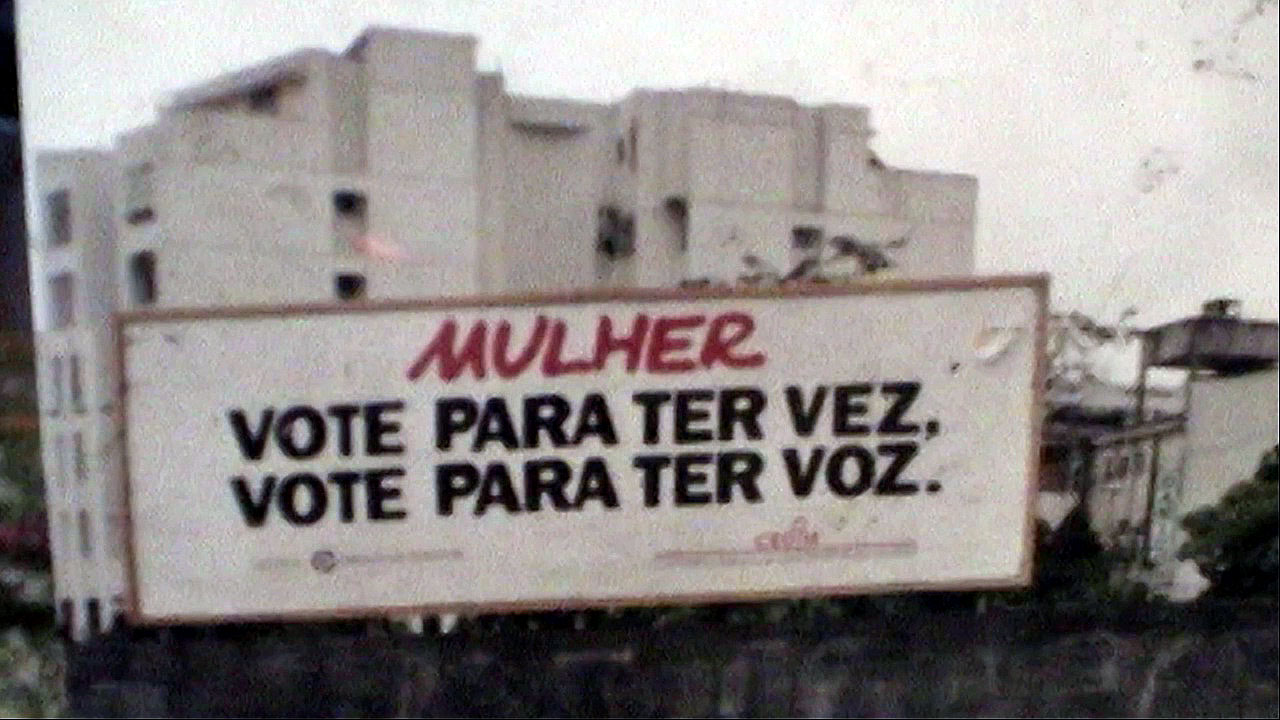 MULHER
VOTE PARA TER VEZ,
VOTE PARA TER VOZ.